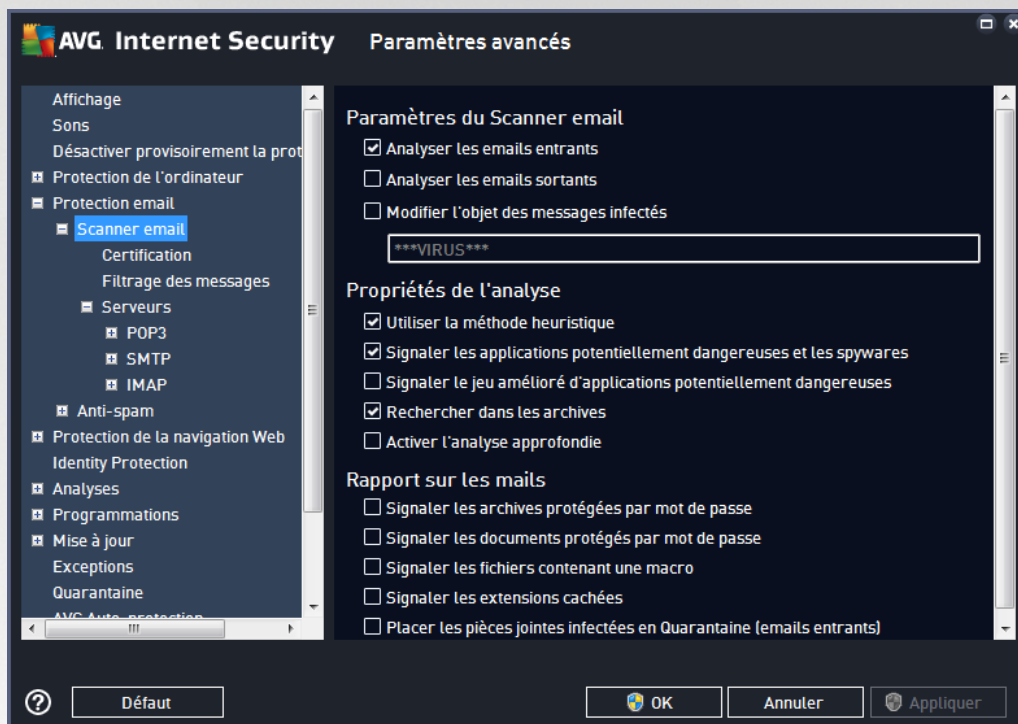 AVG Internet Security Paramètres avancés
Affichage
Sons
Désactiver provisoirement la prot
Protection de l'ordinateur
Protection email
Scanner email
Certification
Filtrage des messages
Serveurs
POP3
SMTP
IMAP
Anti-spam
Protection de la navigation Web
Identity Protection
Analyses
Programmations
Mise à jour
Exceptions
Quarantaine
AVG Auto-protection
Paramètres du Scanner email
Analyser les emails entrants
Analyser les emails sortants
Modifier l'objet des messages infectés
***VIRUS***
Propriétés de l'analyse
Utiliser la méthode heuristique
Signaler les applications potentiellement dangereuses et les spywares
Signaler le jeu amélioré d'applications potentiellement dangereuses
Rechercher dans les archives
Activer l'analyse approfondie
Rapport sur les mails
Signaler les archives protégées par mot de passe
Signaler les documents protégés par mot de passe
Signaler les fichiers contenant une macro
Signaler les extensions cachées
Placer les pièces jointes infectées en Quarantaine (emails entrants)
Défaut
OK
Annuler
Appliquer